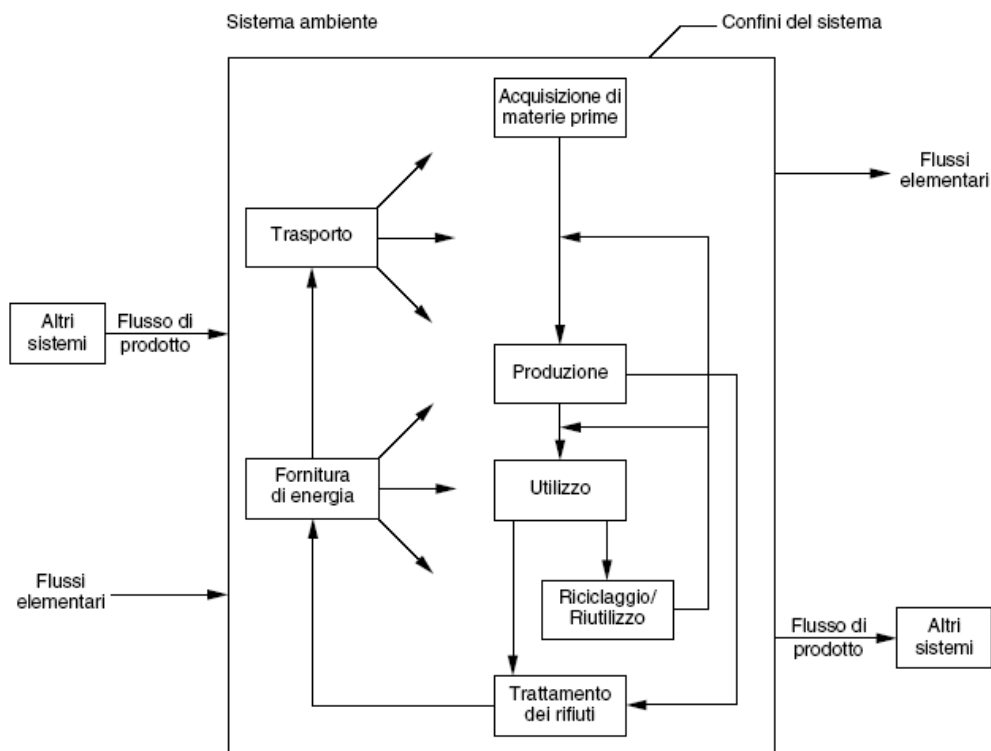 Sistema ambiente
Confini del sistema
Acquisizione di
materie prime
Flussi
elementari
Trasporto
Altri
sistemi
Flusso di
prodotto
Produzione
Fornitura
di energia
Utilizzo
Flussi
elementari
Riciclaggio/
Riutilizzo
Flusso di
prodotto
Altri
sistemi
Trattamento
dei rifiuti